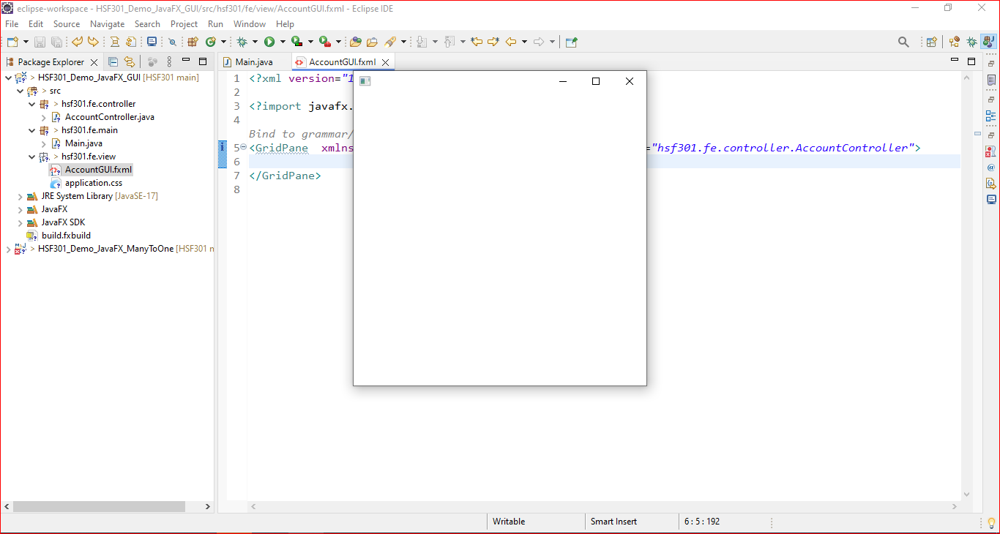 eclipse-workspace - HSF301_Demo_JavaFX_GUI/src/hsf301/fe/view/AccountGUI.fxml - Eclipse IDE
File Edit Source Navigate Search Project Run Window Help
Package Explorer
Main.java
AccountGUI.fxml
HSF301_Demo_JavaFX_GUI [HSF301 main]
src
hsf301.fe.controller
AccountController.java
hsf301.fe.main
Main.java
hsf301.fe.view
AccountGUI.fxml
application.css
JRE System Library [JavaSE-17]
JavaFX
JavaFX SDK
build.fxbuild
HSF301_Demo_JavaFX_ManyToOne [HSF301 m
1 <?xml version="1
2
3 <?import javafx.
4
Bind to grammar/
5 <GridPane xmlns ="hsf301.fe.controller.AccountController">
6
7 </GridPane>
8
Writable Smart Insert 6 : 5 : 192